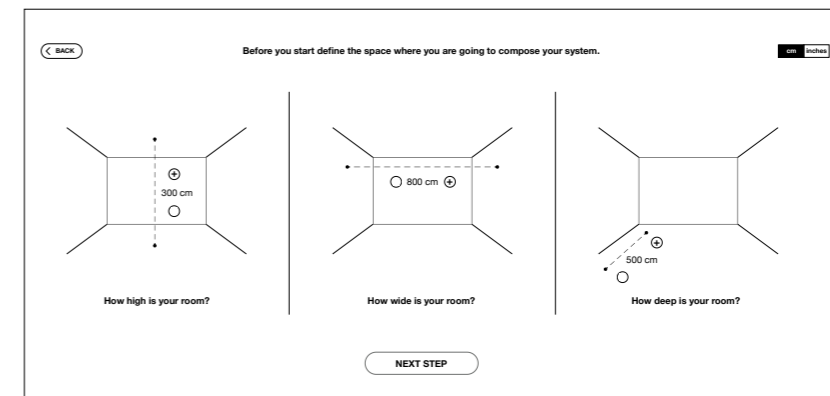 BACK
Before you start define the space where you are going to compose your system.
cm inches
300 cm
800 cm
500 cm
How high is your room?
How wide is your room?
How deep is your room?
NEXT STEP